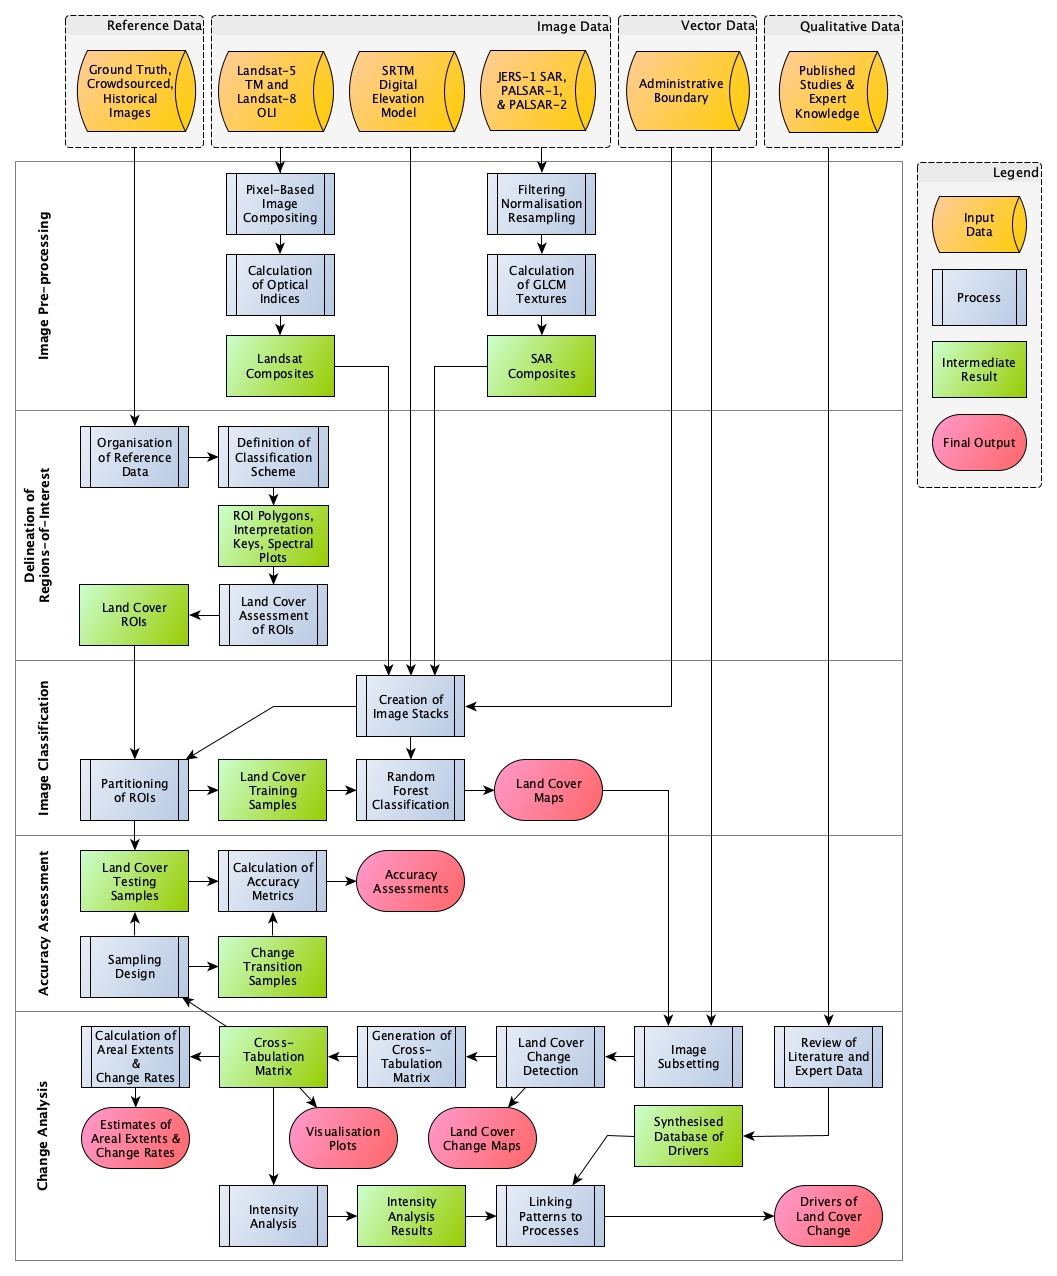 Reference Data
Image Data
Vector Data
Qualitative Data
Ground Truth,
Crowdsourced,
Historical
Images
Landsat-5
TM and
Landsat-8
OLI
SRTM
Digital
Elevation
Model
JERS-1 SAR,
PALSAR-1,
& PALSAR-2
Administrative
Boundary
Published
Studies &
Expert
Knowledge
Legend
Input
Data
Process
Intermediate
Result
Final Output
Image Pre-processing
Pixel-Based
Image
Compositing
Filtering
Normalisation
Resampling
Calculation
of Optical
Indices
Calculation
of GLCM
Textures
Landsat
Composites
SAR
Composites
Delineation of
Regions-of-Interest
Organisation
of Reference
Data
Definition of
Classification
Scheme
ROI Polygons,
Interpretation
Keys, Spectral
Plots
Land Cover
ROIs
Land Cover
Assessment
of ROIs
Image Classification
Creation of
Image Stacks
Partitioning
of ROIs
Land Cover
Training
Samples
Random
Forest
Classification
Land Cover
Maps
Accuracy Assessment
Land Cover
Testing
Samples
Calculation of
Accuracy
Metrics
Accuracy
Assessments
Sampling
Design
Change
Transition
Samples
Change Analysis
Calculation of
Areal Extents
&
Change Rates
Cross-
Tabulation
Matrix
Generation of
Cross-
Tabulation
Matrix
Land Cover
Change
Detection
Image
Subsetting
Review of
Literature and
Expert Data
Estimates of
Areal Extents &
Change Rates
Visualisation
Plots
Land Cover
Change Maps
Synthesised
Database of
Drivers
Intensity
Analysis
Intensity
Analysis
Results
Linking
Patterns to
Processes
Drivers of
Land Cover
Change